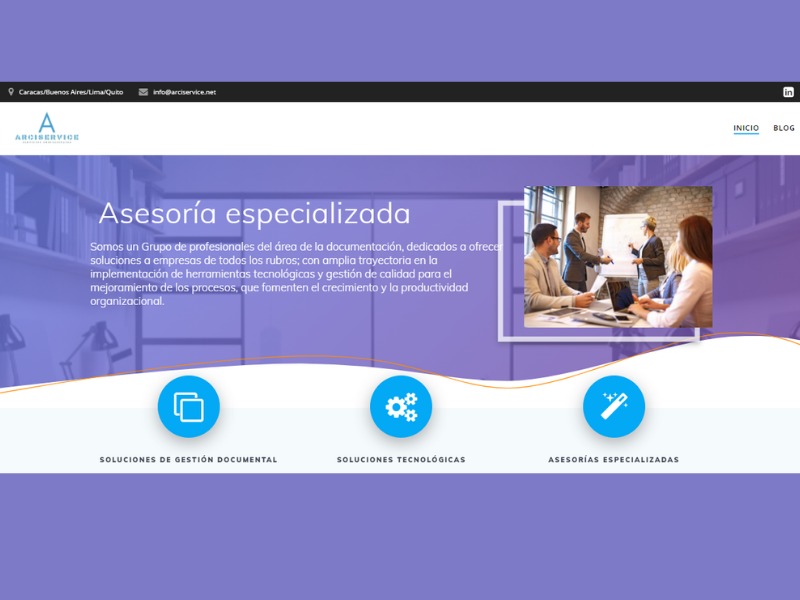 Caracas/Buenos Aires/Lima/Quito info@arciservice.net
ARCISERVICE
INICIO BLOG
Asesoría especializada
Somos un Grupo de profesionales del área de la documentación, dedicados a ofrecer
soluciones a empresas de todos los rubros; con amplia trayectoria en la
implementación de herramientas tecnológicas y gestión de calidad para el
mejoramiento de los procesos, que fomenten el crecimiento y la productividad
organizacional.
SOLUCIONES DE GESTIÓN DOCUMENTAL
SOLUCIONES TECNOLÓGICAS
ASESORÍAS ESPECIALIZADAS